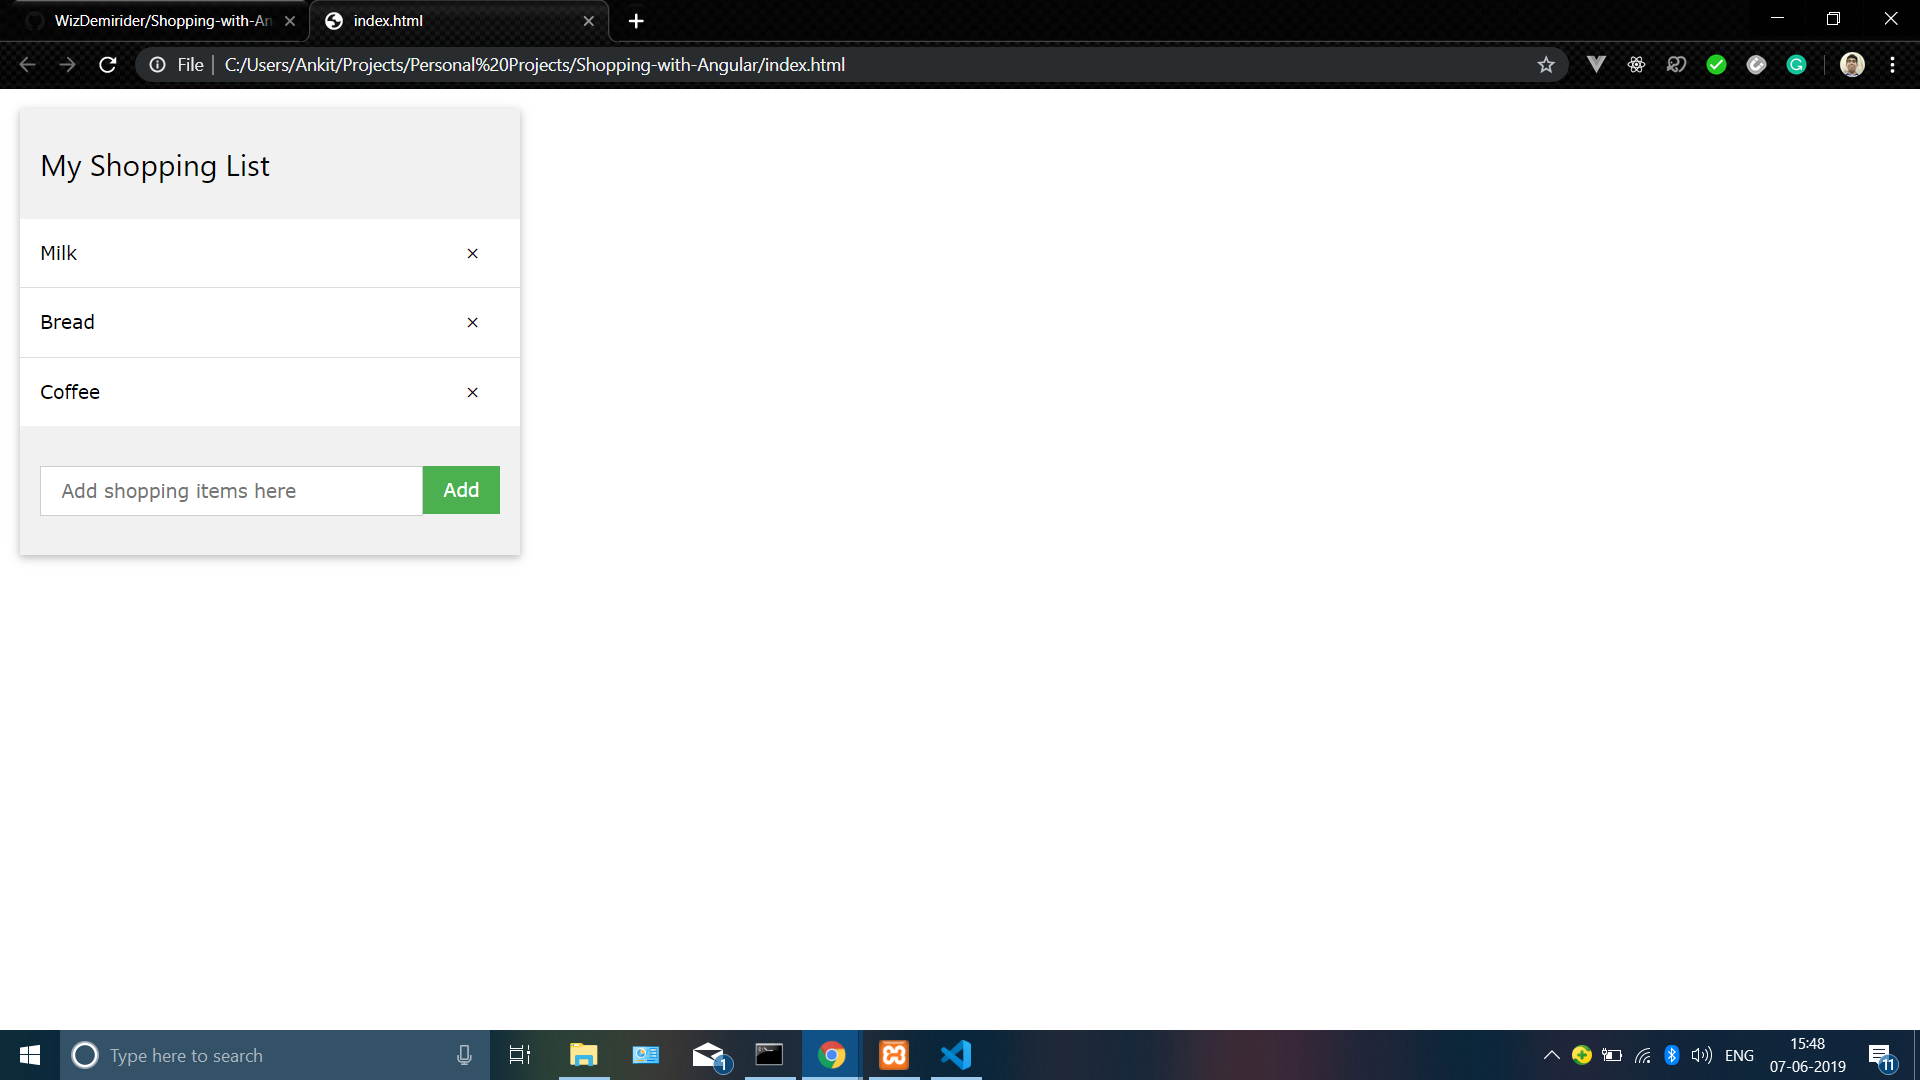 WizDemirider/Shopping-with-An
index.html
File
C:/Users/Ankit/Projects/Personal%20Projects/Shopping-with-Angular/index.html
My Shopping List
Milk ×
Bread ×
Coffee ×
Add shopping items here
Add
Type here to search
1
ENG
15:48
07-06-2019
11